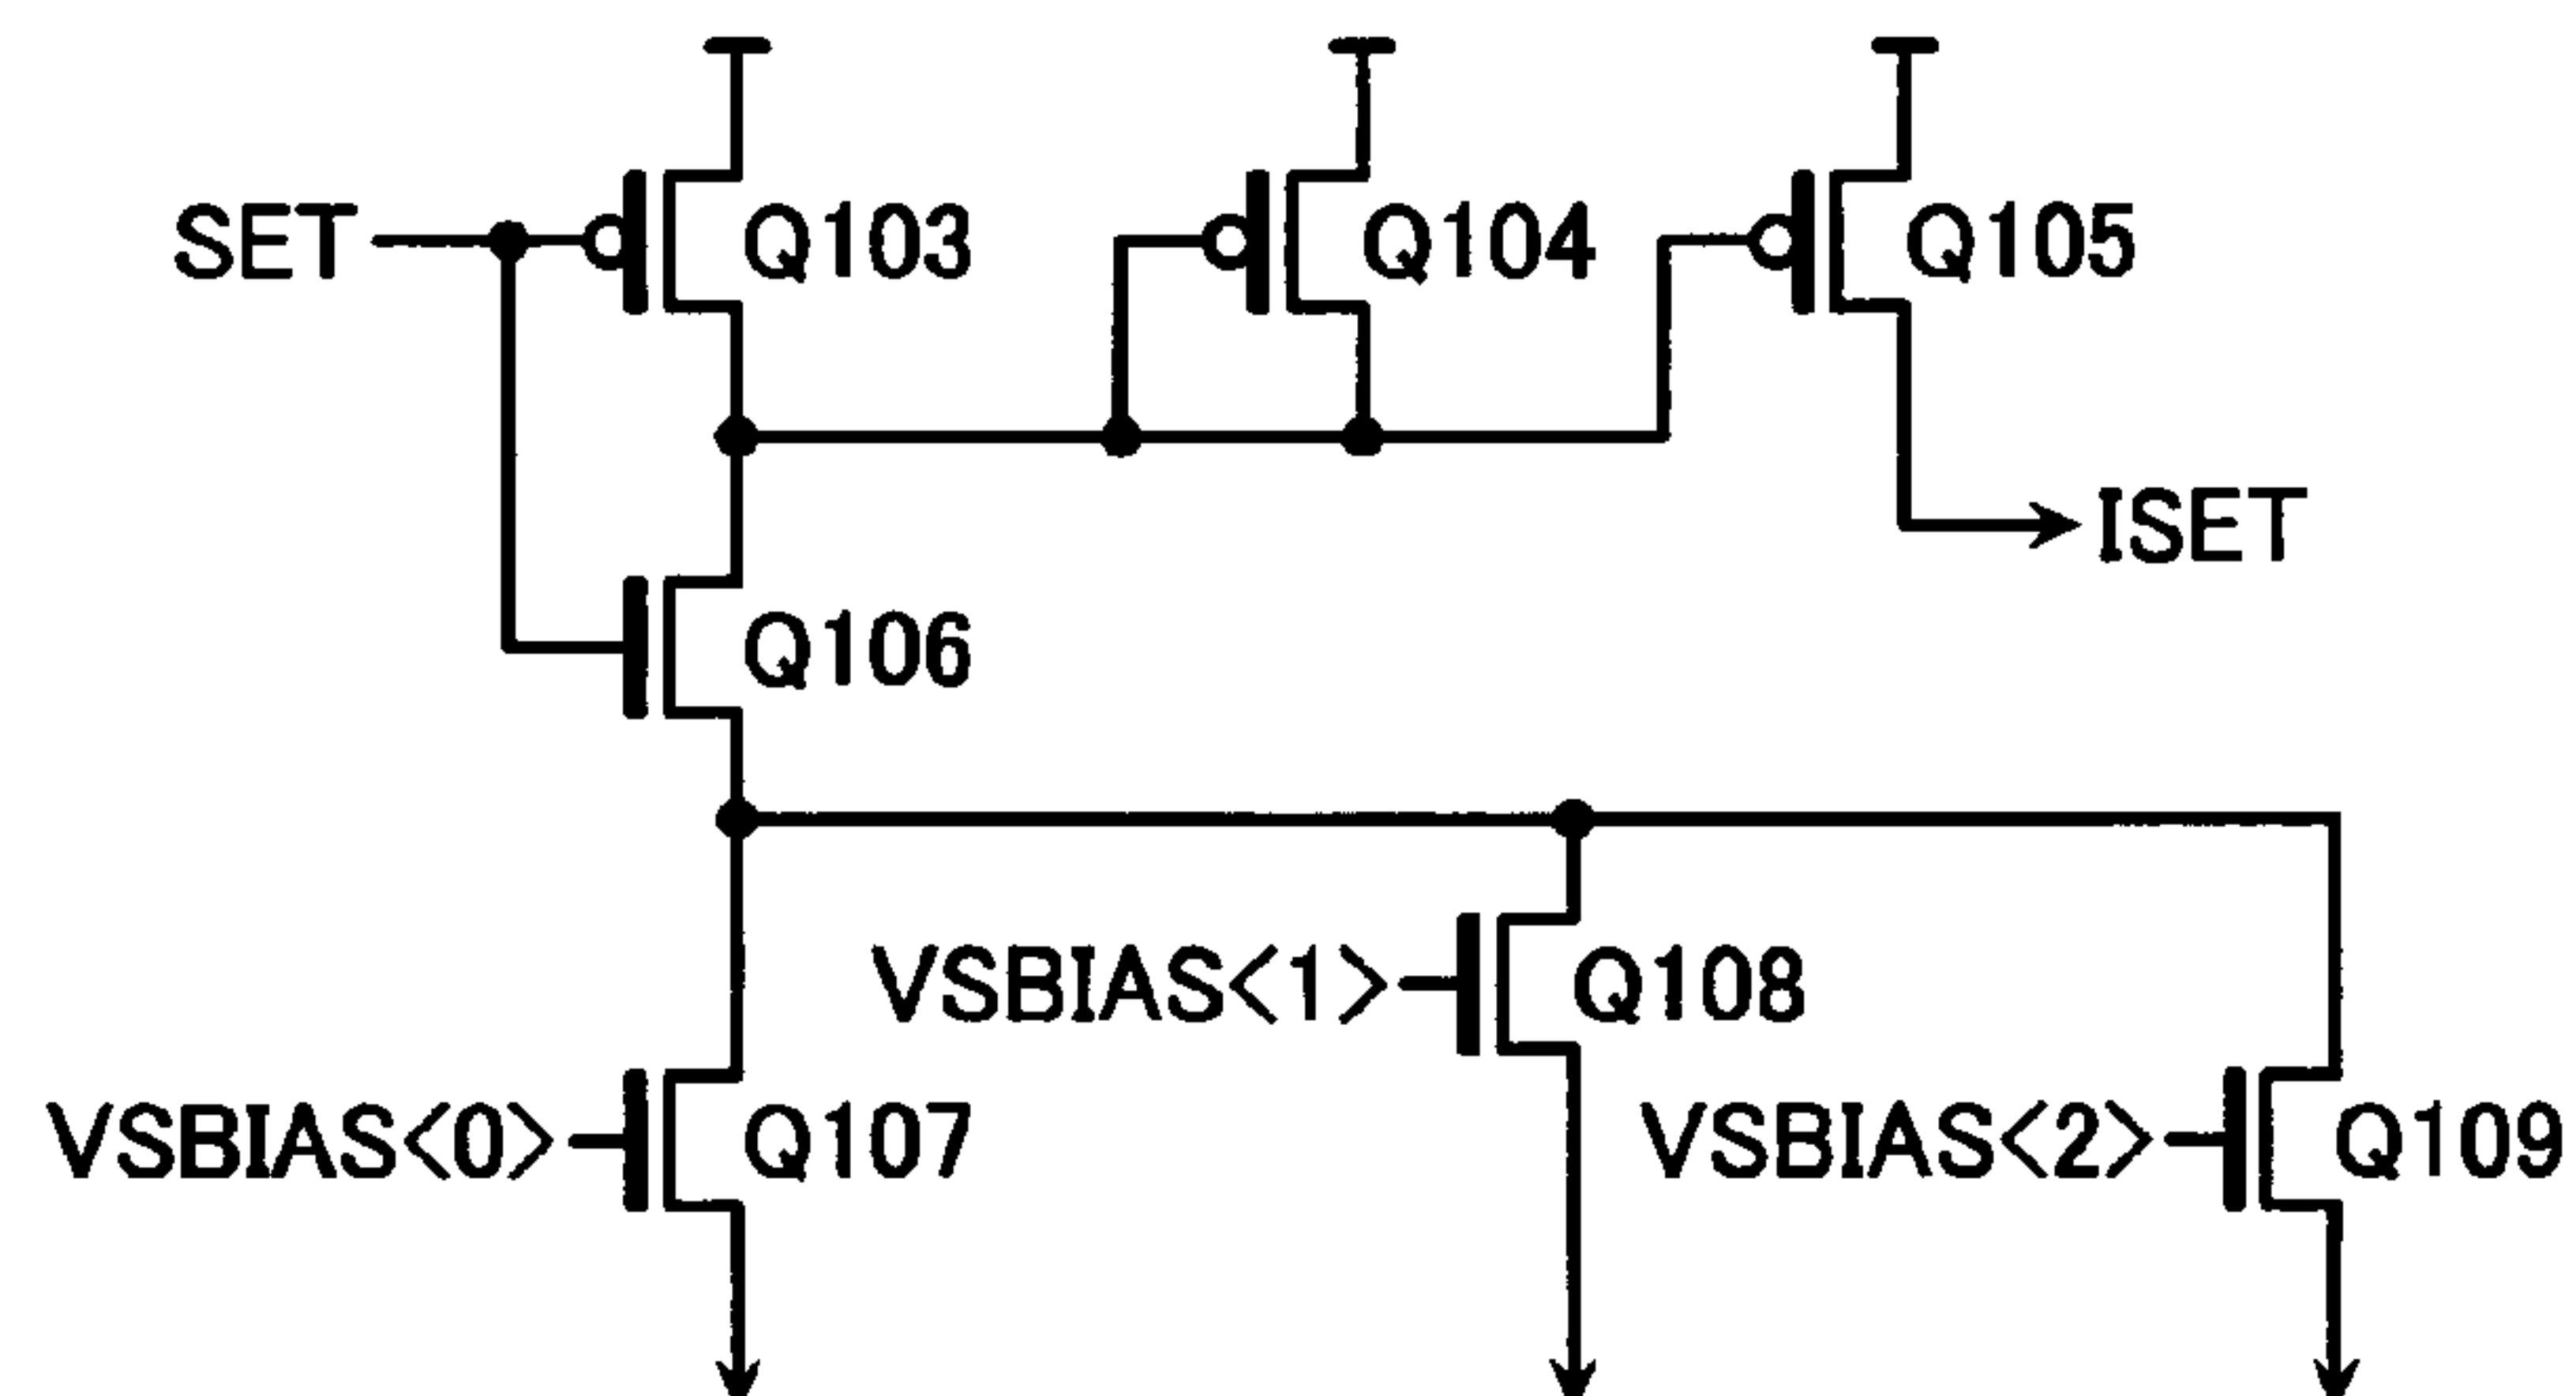 SET
Q103
Q104
Q105
ISET
Q106
VSBIAS<1>
Q108
VSBIAS<0>
Q107
VSBIAS<2>
Q109